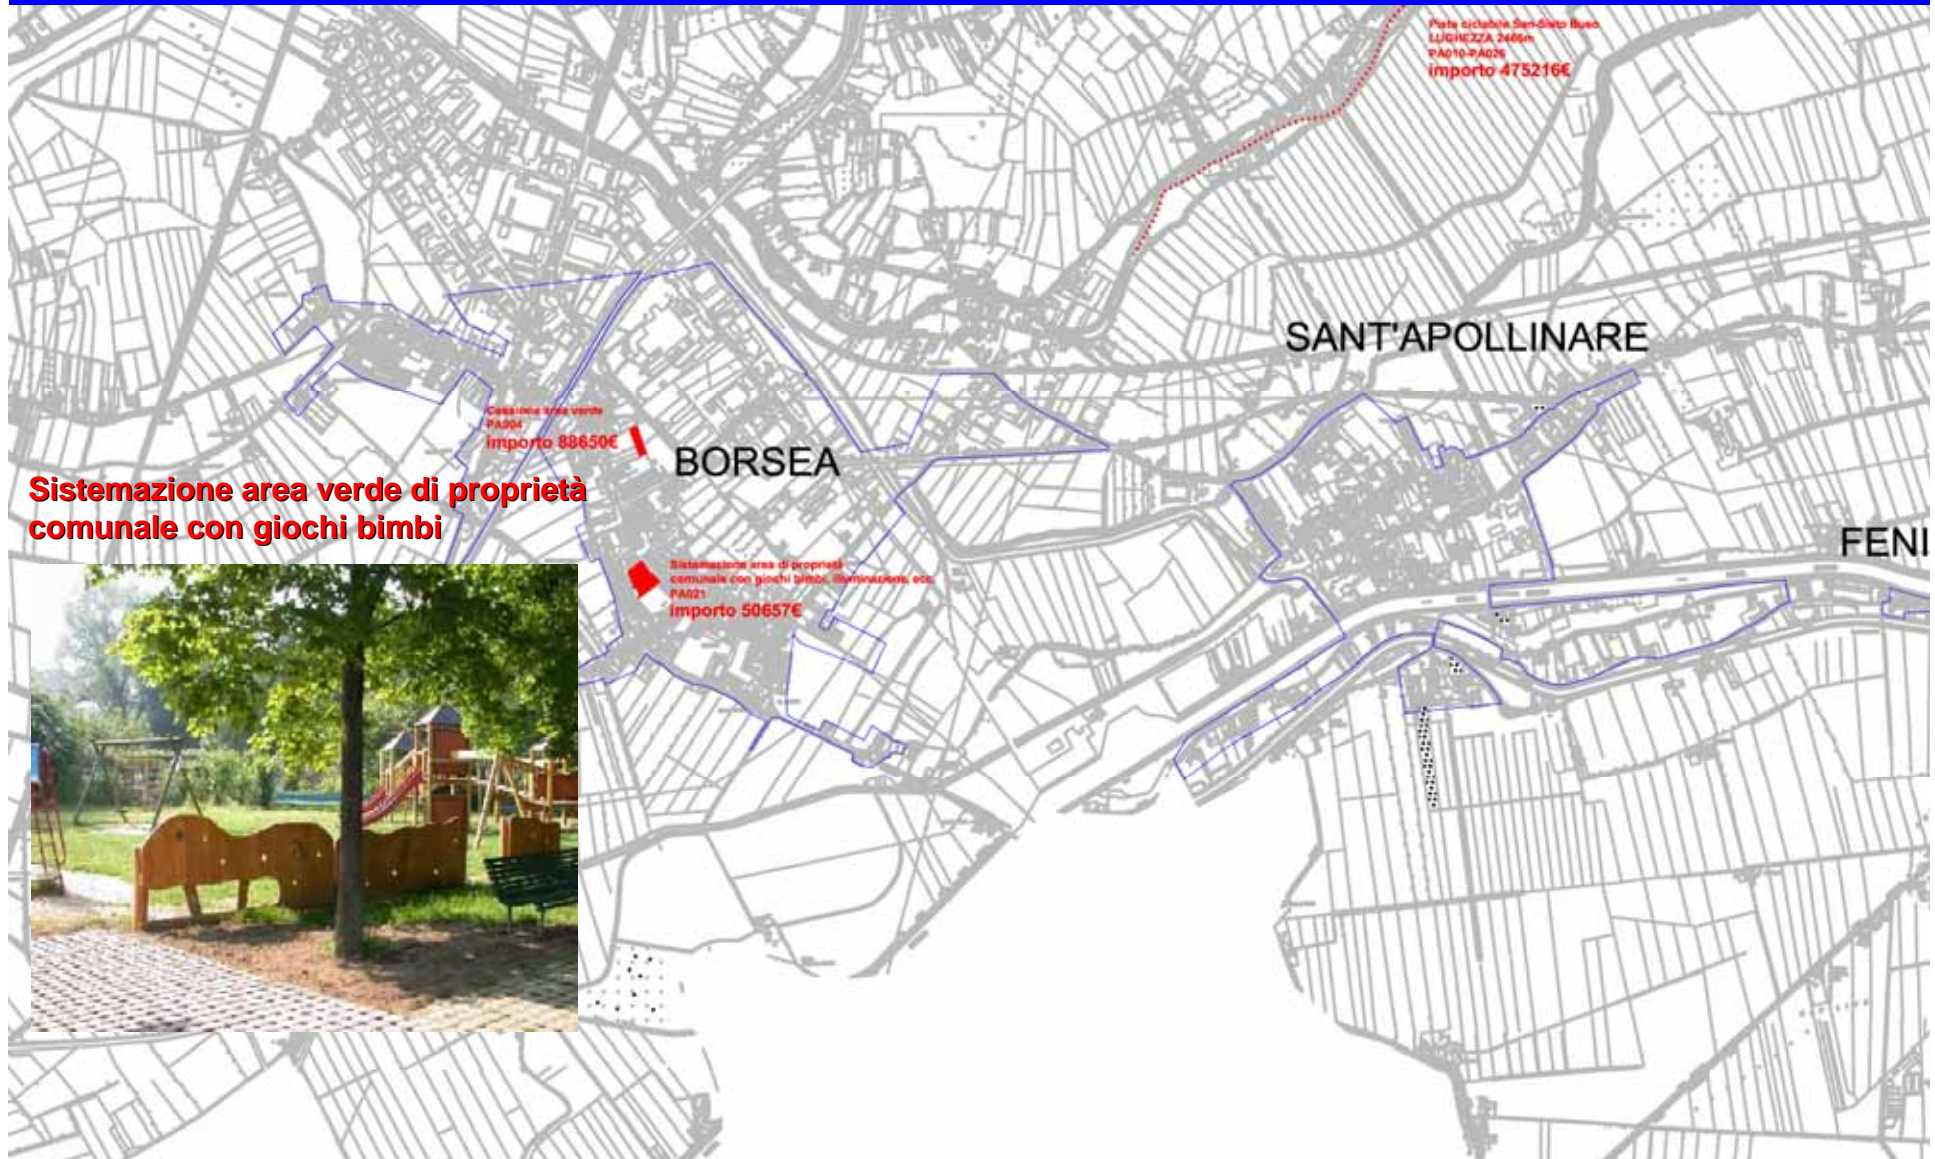 Pista ciclabile San Sisto Buso
LUGHEZZA 2466m
PA010-PA026
importo 475216€
SANT'APOLLINARE
Cessione area verde
PA004
importo 88650€
BORSEA
Sistemazione area verde di proprietà
comunale con giochi bimbi
FENI
Sistemazione area di proprietà
comunale con giochi bimbi, illuminazione, ecc.
PA021
importo 50657€